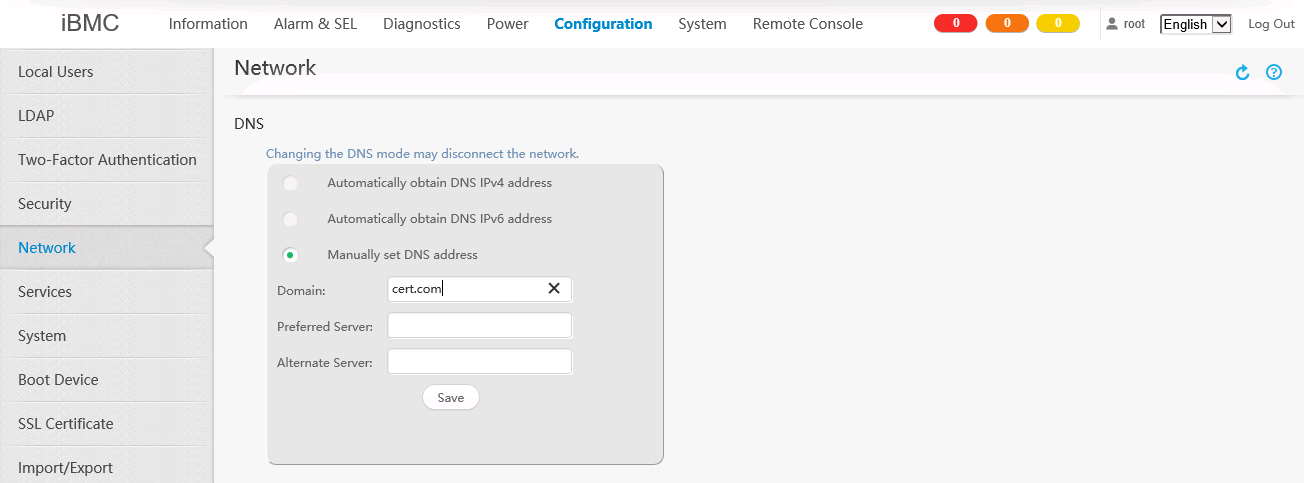 iBMC Information Alarm & SEL Diagnostics Power Configuration System Remote Console 0 0 0 root English Log Out
Local Users
LDAP
Two-Factor Authentication
Security
Network
Services
System
Boot Device
SSL Certificate
Import/Export
Network
DNS
Changing the DNS mode may disconnect the network.
Automatically obtain DNS IPv4 address
Automatically obtain DNS IPv6 address
Manually set DNS address
Domain: cert.com
Preferred Server:
Alternate Server:
Save